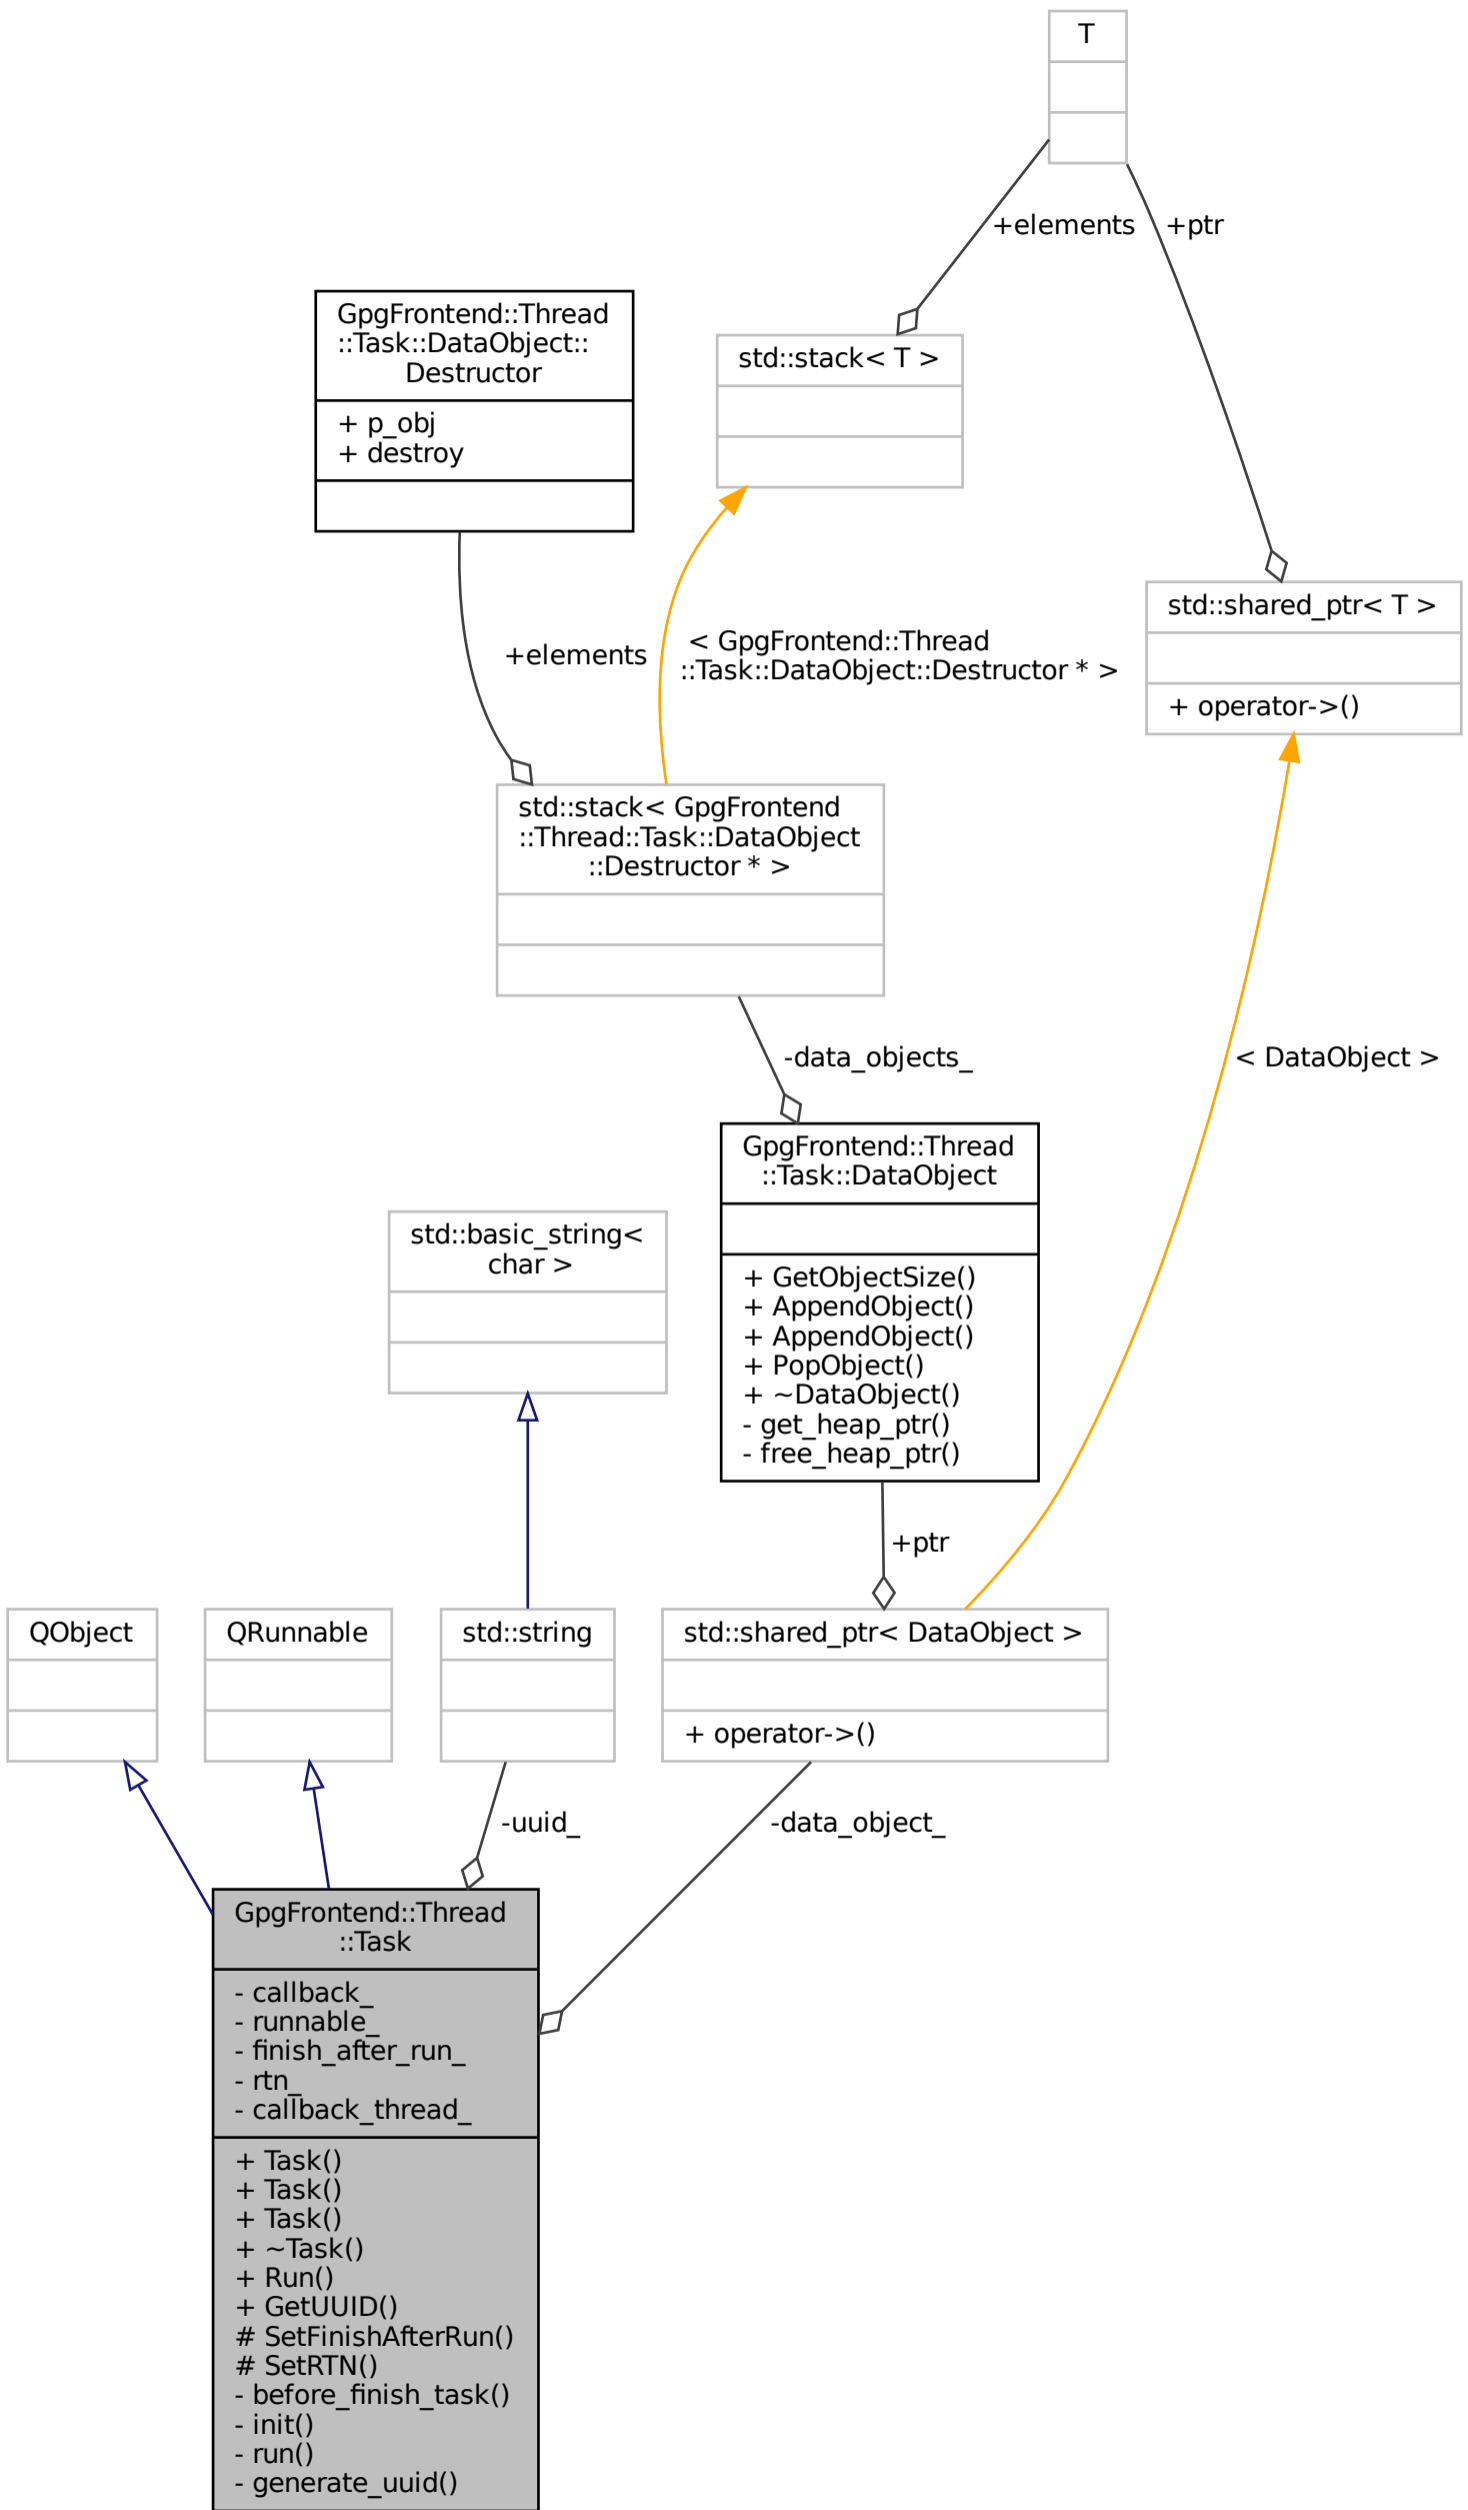 T
+elements
+ptr
GpgFrontend::Thread
::Task::DataObject::
Destructor
+ p_obj
+ destroy
std::stack< T >
std::shared_ptr< T >
+ operator->()
+elements
< GpgFrontend::Thread
::Task::DataObject::Destructor * >
std::stack< GpgFrontend
::Thread::Task::DataObject
::Destructor * >
-data_objects_
< DataObject >
GpgFrontend::Thread
::Task::DataObject
+ GetObjectSize()
+ AppendObject()
+ AppendObject()
+ PopObject()
+ ~DataObject()
- get_heap_ptr()
- free_heap_ptr()
std::basic_string<
char >
+ptr
QObject
QRunnable
std::string
std::shared_ptr< DataObject >
+ operator->()
-uuid_
-data_object_
GpgFrontend::Thread
::Task
- callback_
- runnable_
- finish_after_run_
- rtn_
- callback_thread_
+ Task()
+ Task()
+ Task()
+ ~Task()
+ Run()
+ GetUUID()
# SetFinishAfterRun()
# SetRTN()
- before_finish_task()
- init()
- run()
- generate_uuid()